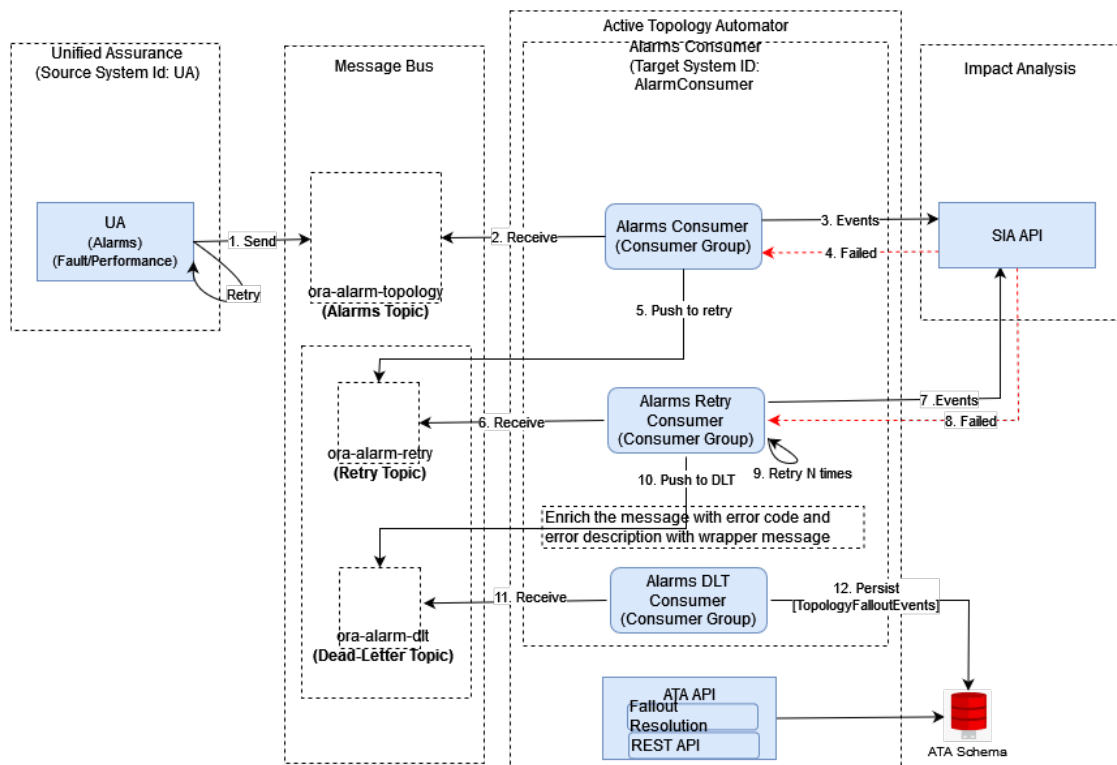 Active Topology Automator
Unified Assurance
(Source System Id: UA)
Message Bus
Alarms Consumer
(Target System ID:
AlarmConsumer
Impact Analysis
UA
(Alarms)
(Fault/Performance)
1. Send
Retry
ora-alarm-topology
(Alarms Topic)
2. Receive
Alarms Consumer
(Consumer Group)
3. Events
4. Failed
SIA API
5. Push to retry
ora-alarm-retry
(Retry Topic)
6. Receive
Alarms Retry
Consumer
(Consumer Group)
7 .Events
8. Failed
9. Retry N times
10. Push to DLT
Enrich the message with error code and
error description with wrapper message
ora-alarm-dlt
(Dead-Letter Topic)
11. Receive
Alarms DLT
Consumer
(Consumer Group)
12. Persist
[TopologyFalloutEvents]
ATA API
Fallout
Resolution
REST API
ATA Schema